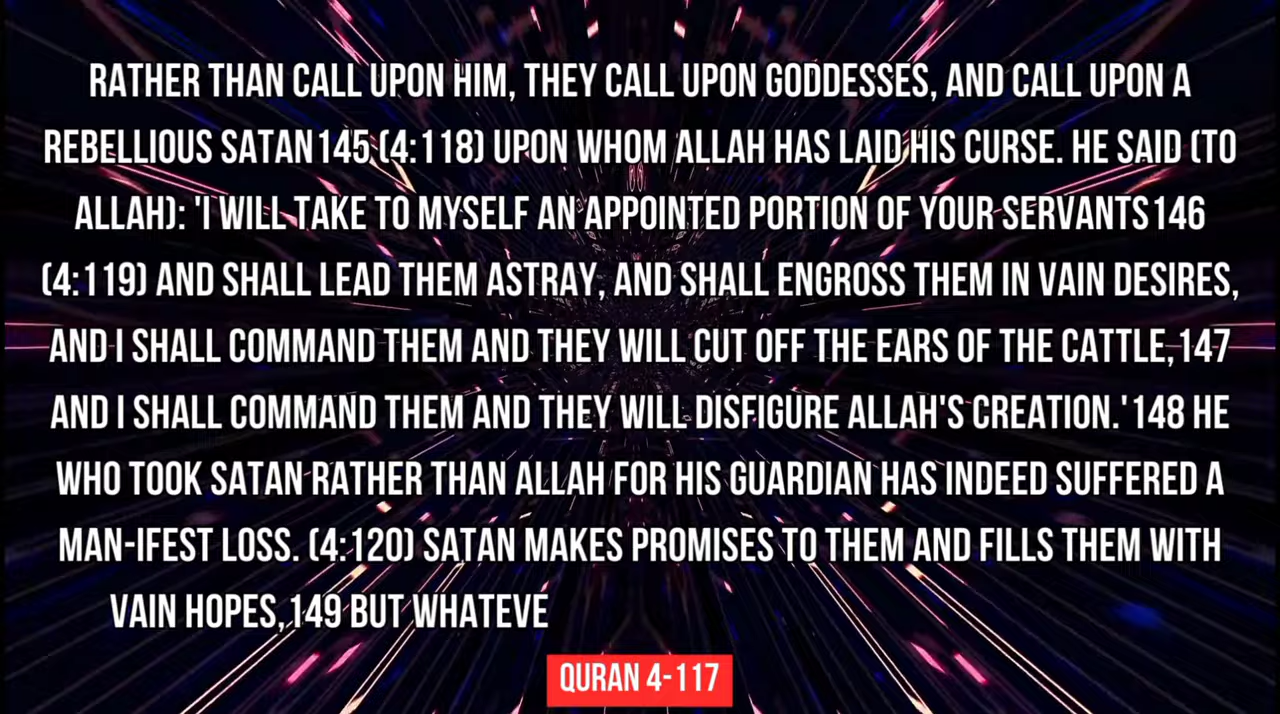 RATHER THAN CALL UPON HIM, THEY CALL UPON GODDESSES, AND CALL UPON A
REBELLIOUS SATAN145 (4:118) UPON WHOM ALLAH HAS LAID HIS CURSE. HE SAID (TO
ALLAH): 'I WILL TAKE TO MYSELF AN APPOINTED PORTION OF YOUR SERVANTS146
(4:119) AND SHALL LEAD THEM ASTRAY, AND SHALL ENGROSS THEM IN VAIN DESIRES,
AND I SHALL COMMAND THEM AND THEY WILL CUT OFF THE EARS OF THE CATTLE,147
AND I SHALL COMMAND THEM AND THEY WILL DISFIGURE ALLAH'S CREATION.'148 HE
WHO TOOK SATAN RATHER THAN ALLAH FOR HIS GUARDIAN HAS INDEED SUFFERED A
MAN-IFEST LOSS. (4:120) SATAN MAKES PROMISES TO THEM AND FILLS THEM WITH
VAIN HOPES,149 BUT WHATEVE
QURAN 4-117